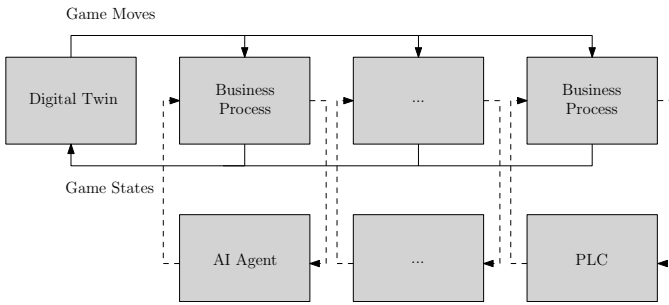 Game Moves
Digital Twin
Business
Process
...
Business
Process
Game States
AI Agent
...
PLC